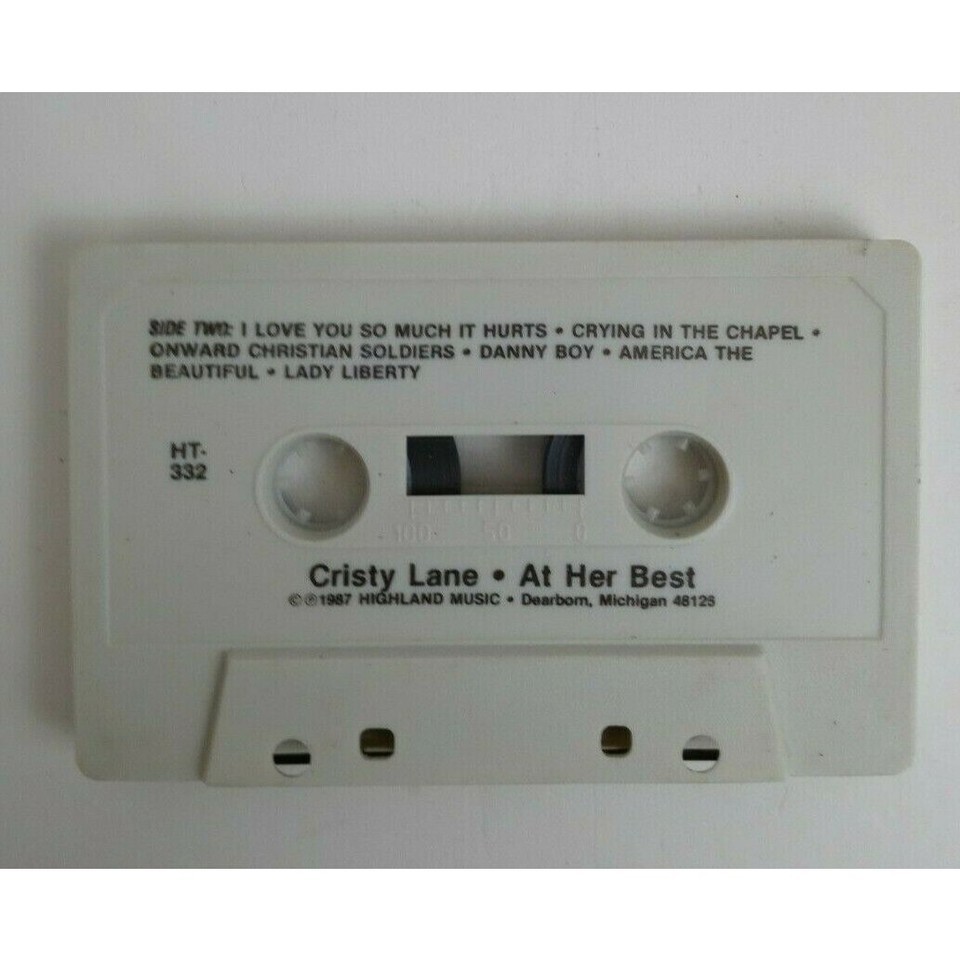 SIDE TWO: I LOVE YOU SO MUCH IT HURTS • CRYING IN THE CHAPEL •
ONWARD CHRISTIAN SOLDIERS • DANNY BOY • AMERICA THE
BEAUTIFUL • LADY LIBERTY
HT-
332
100 50 0
Cristy Lane • At Her Best
©℗1987 HIGHLAND MUSIC • Dearborn, Michigan 48126